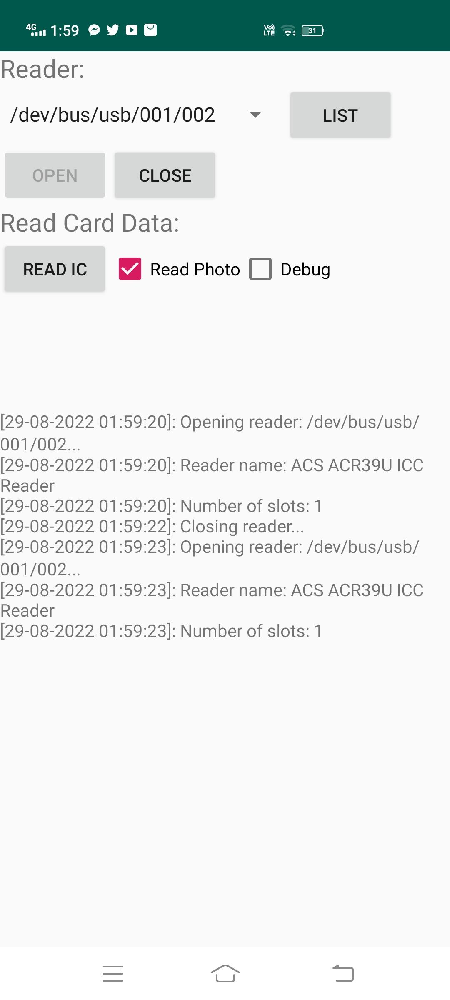 4G 1:59 Vo)) LTE 31
Reader:
/dev/bus/usb/001/002 LIST
OPEN CLOSE
Read Card Data:
READ IC Read Photo Debug
[29-08-2022 01:59:20]: Opening reader: /dev/bus/usb/
001/002...
[29-08-2022 01:59:20]: Reader name: ACS ACR39U ICC
Reader
[29-08-2022 01:59:20]: Number of slots: 1
[29-08-2022 01:59:22]: Closing reader...
[29-08-2022 01:59:23]: Opening reader: /dev/bus/usb/
001/002...
[29-08-2022 01:59:23]: Reader name: ACS ACR39U ICC
Reader
[29-08-2022 01:59:23]: Number of slots: 1